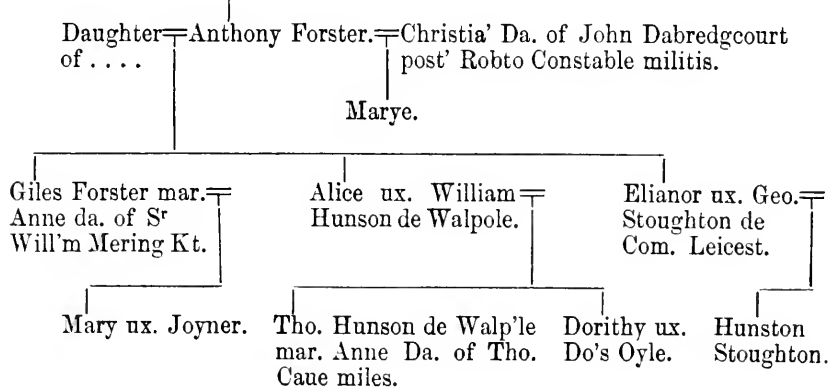 Daughter=Anthony Forster.=Christia' Da. of John Dabredgcourt
of . . . . post' Robto Constable militis.
Marye.
Giles Forster mar.=
Anne da. of Sr
Will'm Mering Kt.
Alice ux. William=
Hunson de Walpole.
Elianor ux. Geo.=
Stoughton de
Com. Leicest.
Mary ux. Joyner.
Tho. Hunson de Walp'le
mar. Anne Da. of Tho.
Caue miles.
Dorithy ux.
Do's Oyle.
Hunston
Stoughton.